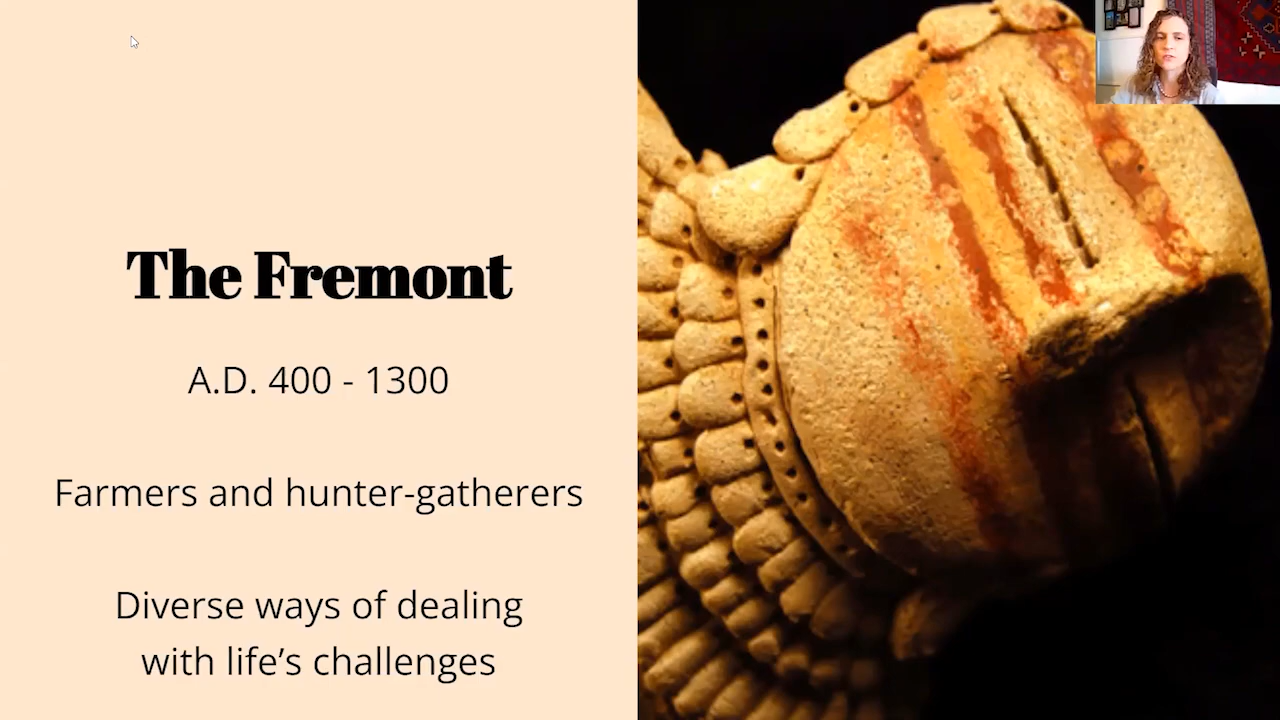 The Fremont
A.D. 400 - 1300
Farmers and hunter-gatherers
Diverse ways of dealing
with life’s challenges